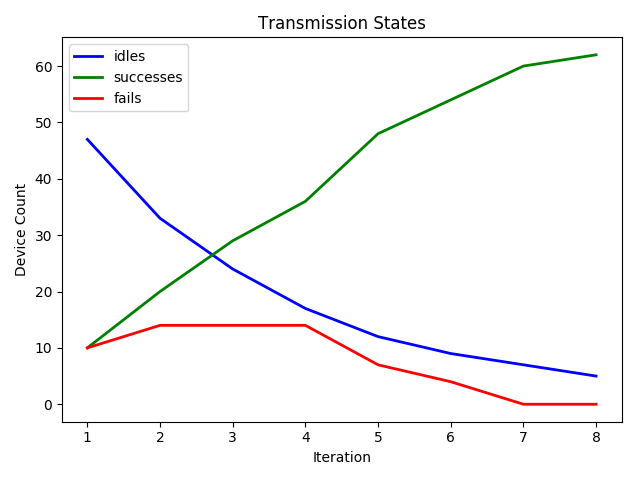 Transmission States
idles
successes
fails
Device Count
60
50
40
30
20
10
0
1 2 3 4 5 6 7 8
Iteration